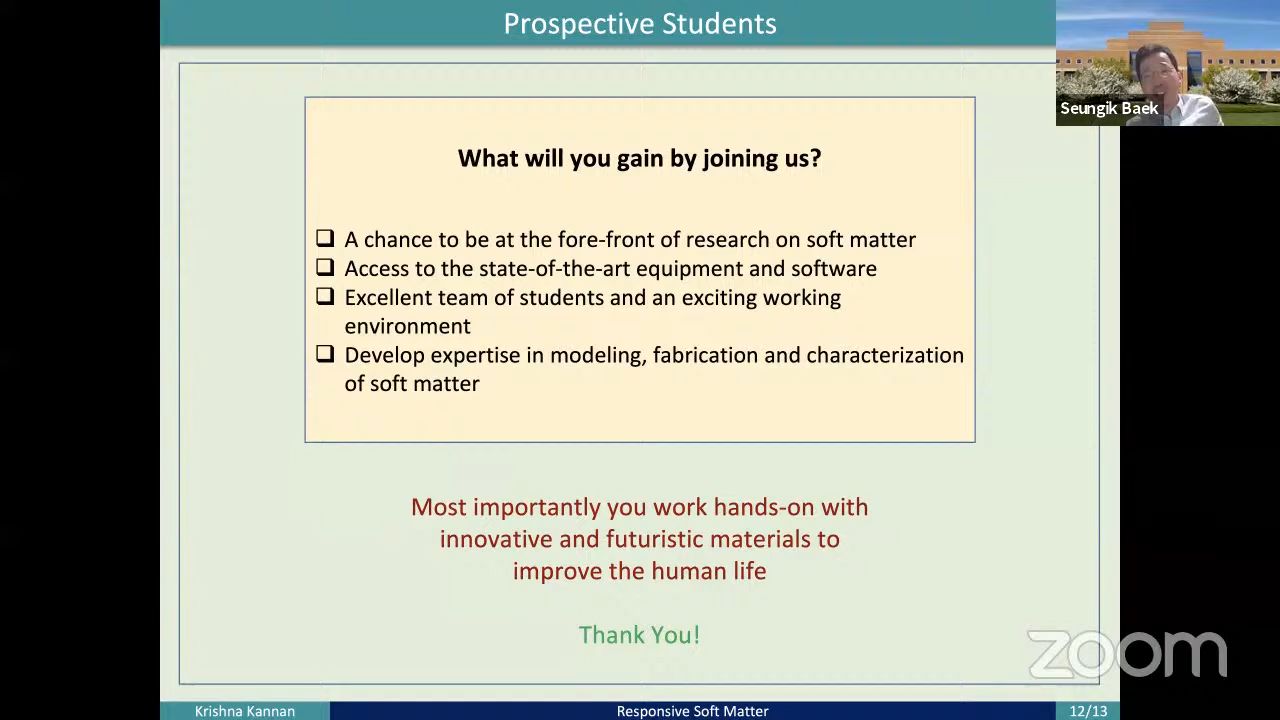 Prospective Students
Seungik Baek
What will you gain by joining us?
❑ A chance to be at the fore-front of research on soft matter
❑ Access to the state-of-the-art equipment and software
❑ Excellent team of students and an exciting working
environment
❑ Develop expertise in modeling, fabrication and characterization
of soft matter
Most importantly you work hands-on with
innovative and futuristic materials to
improve the human life
Thank You!
zoom
Krishna Kannan
Responsive Soft Matter
12/13